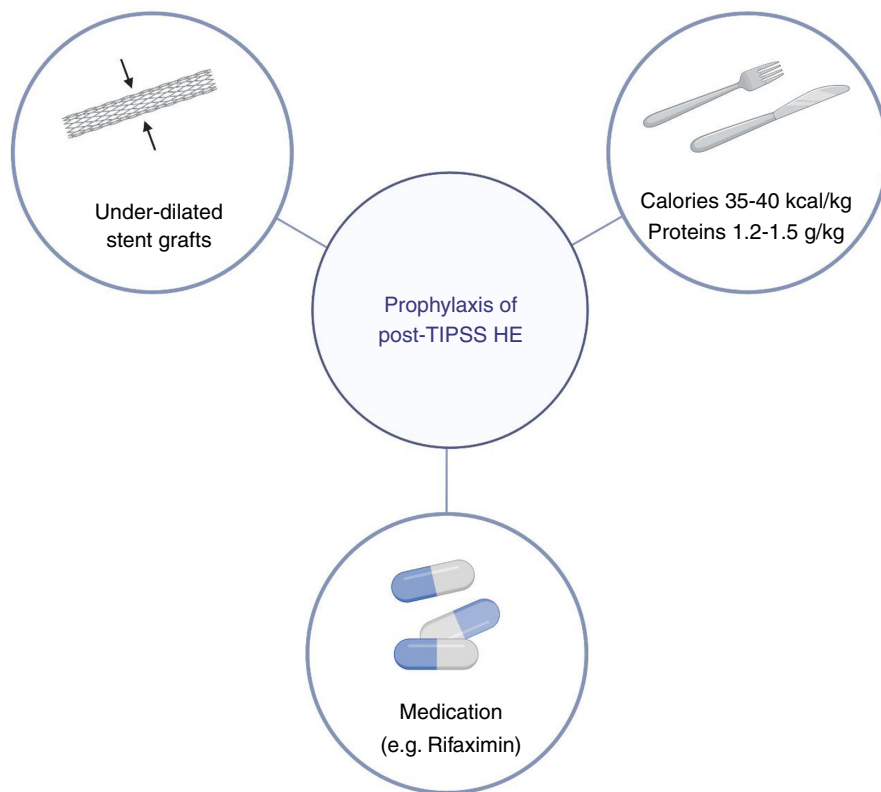 Under-dilated
stent grafts
Calories 35-40 kcal/kg
Proteins 1.2-1.5 g/kg
Prophylaxis of
post-TIPSS HE
Medication
(e.g. Rifaximin)